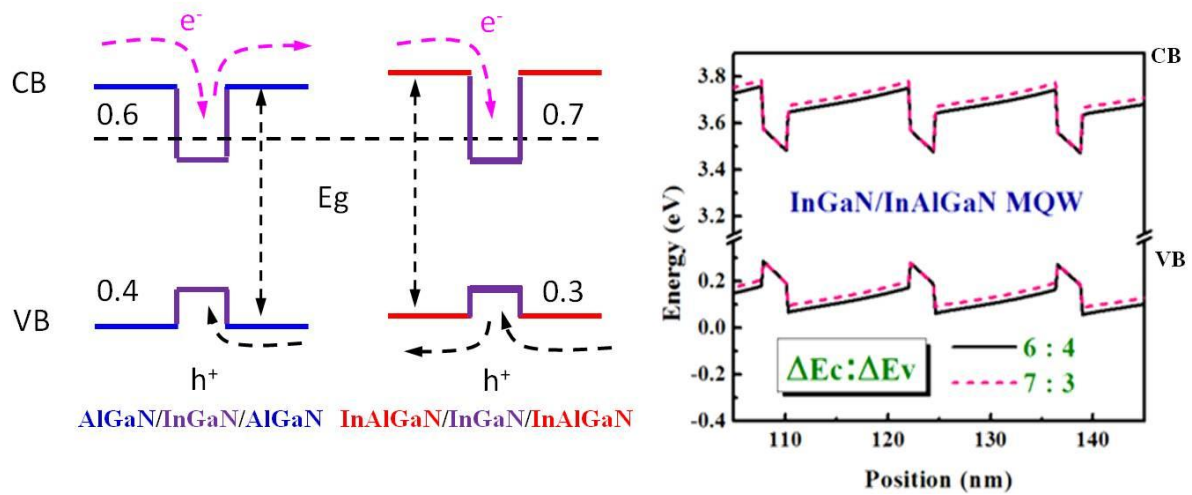 e-
e-
CB
0.6
0.7
Eg
0.4
0.3
VB
h+
h+
AlGaN/InGaN/AlGaN
InAlGaN/InGaN/InAlGaN
CB
3.8
3.6
3.4
3.2
InGaN/InAlGaN MQW
Energy (eV)
VB
0.2
0.0
-0.2
-0.4
ΔEc:ΔEv
6 : 4
7 : 3
110
120
130
140
Position (nm)